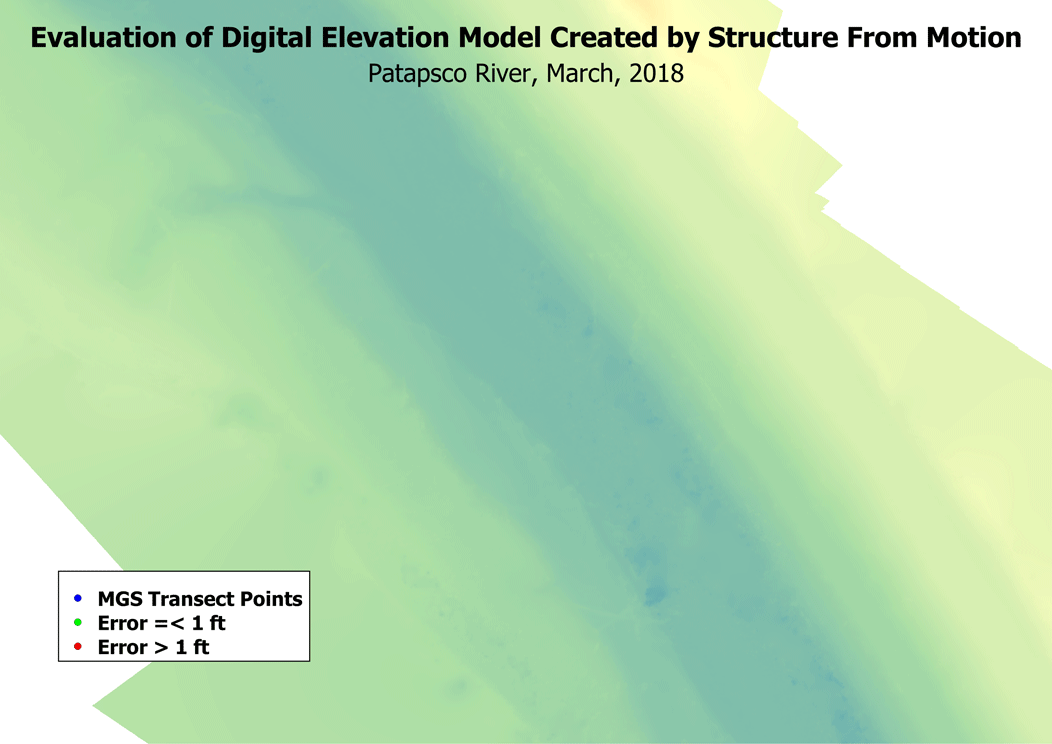 Evaluation of Digital Elevation Model Created by Structure From Motion
Patapsco River, March, 2018
MGS Transect Points
Error =< 1 ft
Error > 1 ft